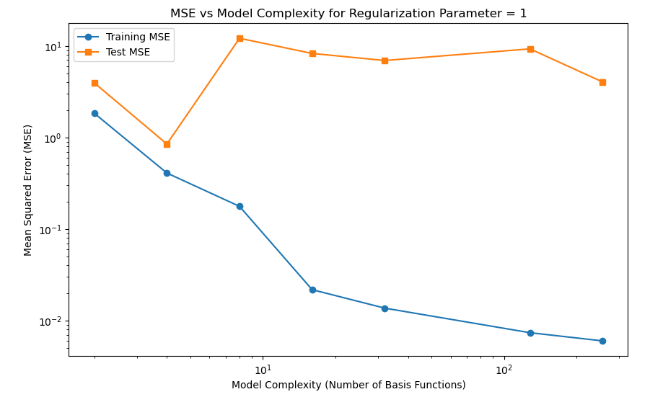 MSE vs Model Complexity for Regularization Parameter = 1
Training MSE
Test MSE
Mean Squared Error (MSE)
10¹
10⁰
10⁻¹
10⁻²
10¹
10²
Model Complexity (Number of Basis Functions)